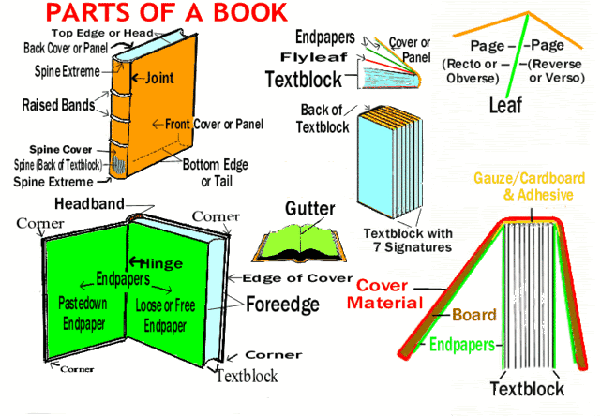 PARTS OF A BOOK
Top Edge or Head
Back Cover or Panel
Spine Extreme
Joint
Raised Bands
Front Cover or Panel
Spine Cover
Spine (Back of Textblock)
Spine Extreme
Bottom Edge
or Tail
Endpapers
Cover or
Panel
Flyleaf
Textblock
Back of
Textblock
Textblock with
7 Signatures
Page
Page
(Recto or
Obverse)
(Reverse
or Verso)
Leaf
Headband
Corner
Corner
Hinge
Endpapers
Pastedown
Endpaper
Loose or Free
Endpaper
Edge of Cover
Foreedge
Corner
Corner
Textblock
Gutter
Gauze/Cardboard
& Adhesive
Cover
Material
Board
Endpapers
Textblock